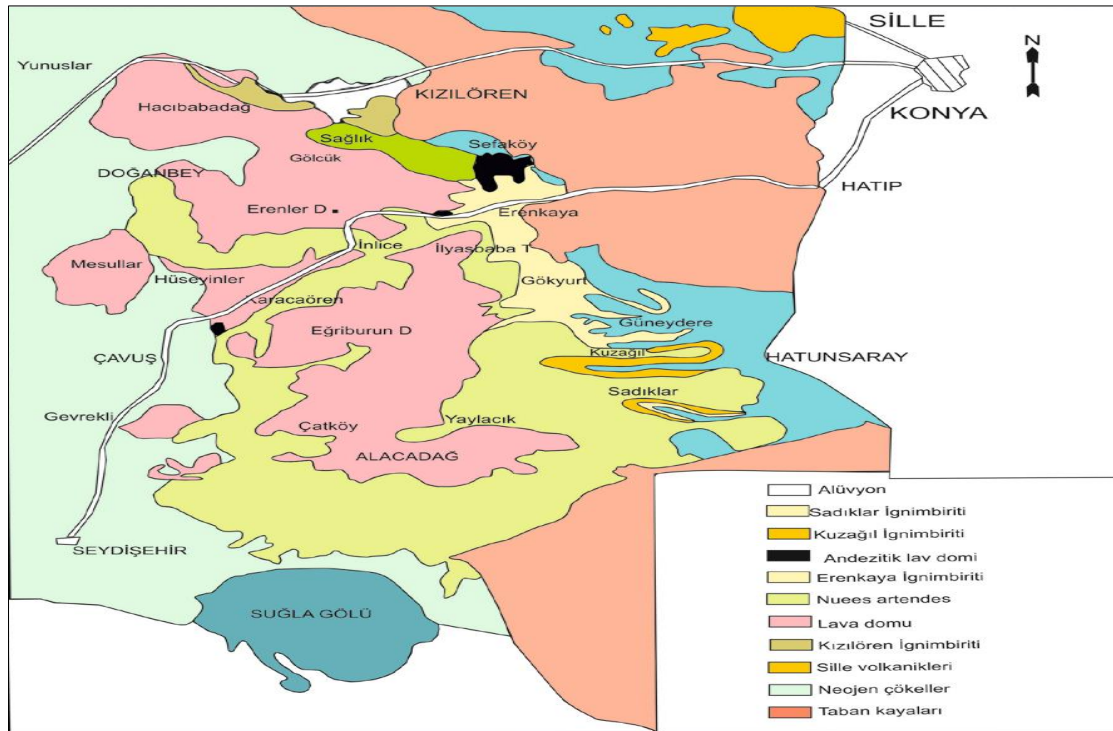 SİLLE
N
Yunuslar
KIZILÖREN
Hacıbabadağ
KONYA
Sağlık
Sefaköy
Gölcük
DOĞANBEY
HATIP
Erenler D
Erenkaya
İnlice
İlyasbaba T
Mesullar
Hüseyinler
Gökyurt
Karacaören
Güneydere
Eğriburun D
ÇAVUŞ
Kuzağıl
HATUNSARAY
Sadıklar
Gevrekli
Çatköy
Yaylacık
ALACADAĞ
SEYDİŞEHİR
SUĞLA GÖLÜ
Alüvyon
Sadıklar İgnimbiriti
Kuzağıl İgnimbiriti
Andezitik lav domi
Erenkaya İgnimbiriti
Nuees artendes
Lava domu
Kızılören İgnimbiriti
Sille volkanikleri
Neojen çökeller
Taban kayaları